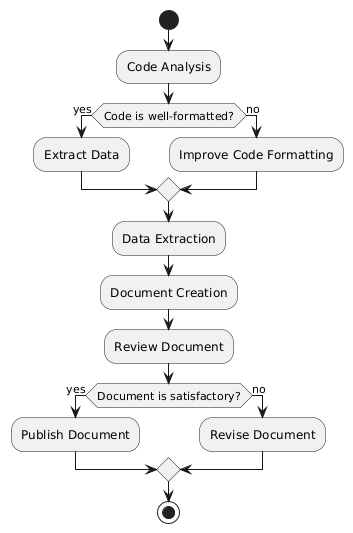 Code Analysis
yes
Code is well-formatted?
no
Extract Data
Improve Code Formatting
Data Extraction
Document Creation
Review Document
yes
Document is satisfactory?
no
Publish Document
Revise Document